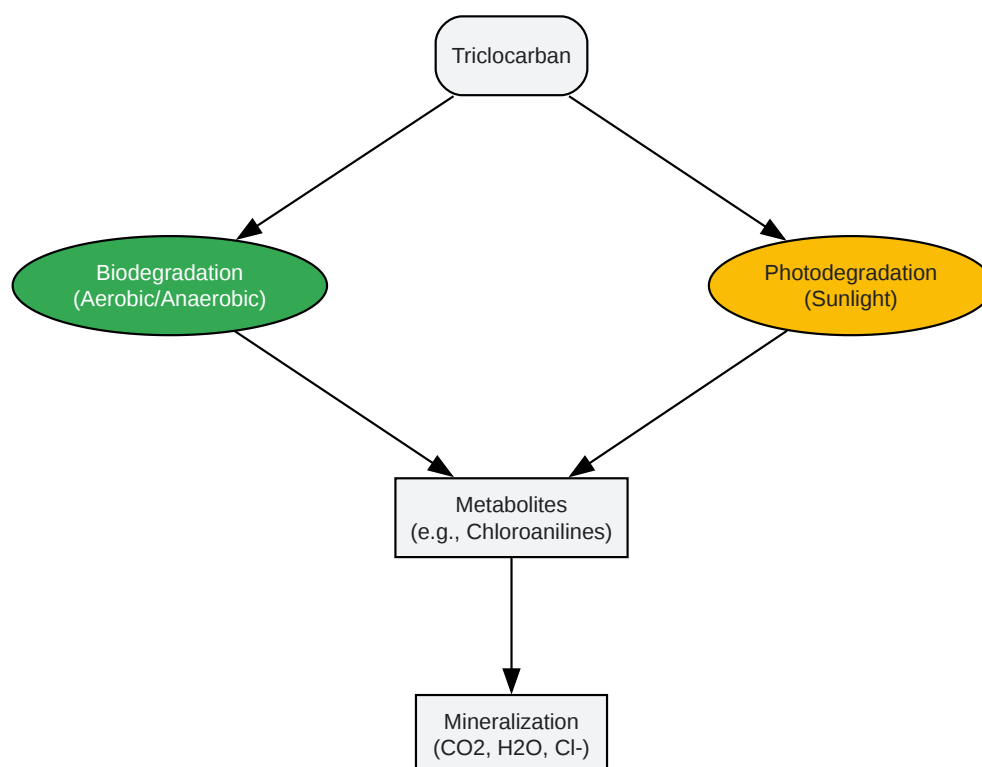 Triclocarban
Biodegradation
(Aerobic/Anaerobic)
Photodegradation
(Sunlight)
Metabolites
(e.g., Chloroanilines)
Mineralization
(CO2, H2O, Cl-)